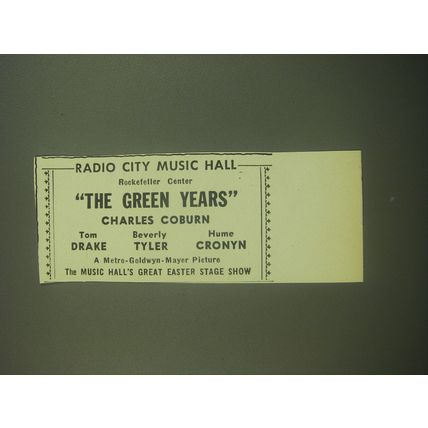 RADIO CITY MUSIC HALL
Rockefeller Center
"THE GREEN YEARS"
CHARLES COBURN
Tom Beverly Hume
DRAKE TYLER CRONYN
A Metro-Goldwyn-Mayer Picture
The MUSIC HALL'S GREAT EASTER STAGE SHOW